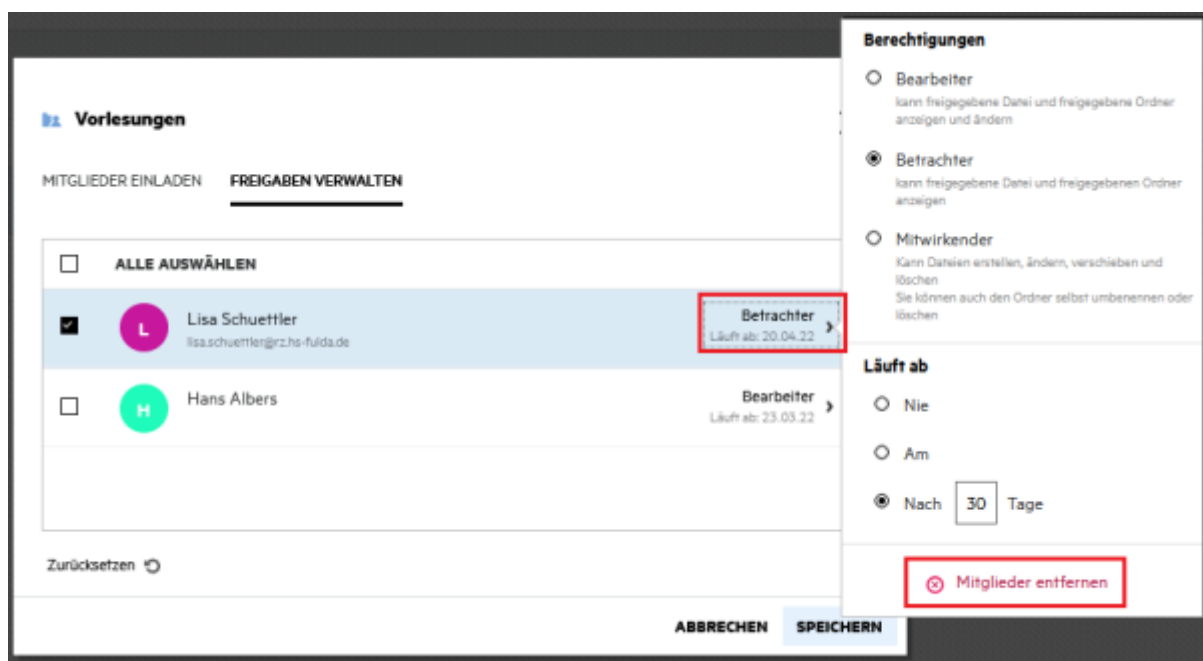 Vorlesungen
MITGLIEDER EINLADEN FREIGABEN VERWALTEN
ALLE AUSWÄHLEN
L
Lisa Schuettler
lisa.schuettler@rz.hs-fulda.de
Betrachter
Läuft ab: 20.04.22
H
Hans Albers
Bearbeiter
Läuft ab: 23.03.22
Zurücksetzen
ABBRECHEN SPEICHERN
Berechtigungen
Bearbeiter
kann freigegebene Datei und freigegebene Ordner
anzeigen und ändern
Betrachter
kann freigegebene Datei und freigegebenen Ordner
anzeigen
Mitwirkender
Kann Dateien erstellen, ändern, verschieben und
löschen
Sie können auch den Ordner selbst umbenennen oder
löschen
Läuft ab
Nie
Am
Nach 30 Tage
Mitglieder entfernen